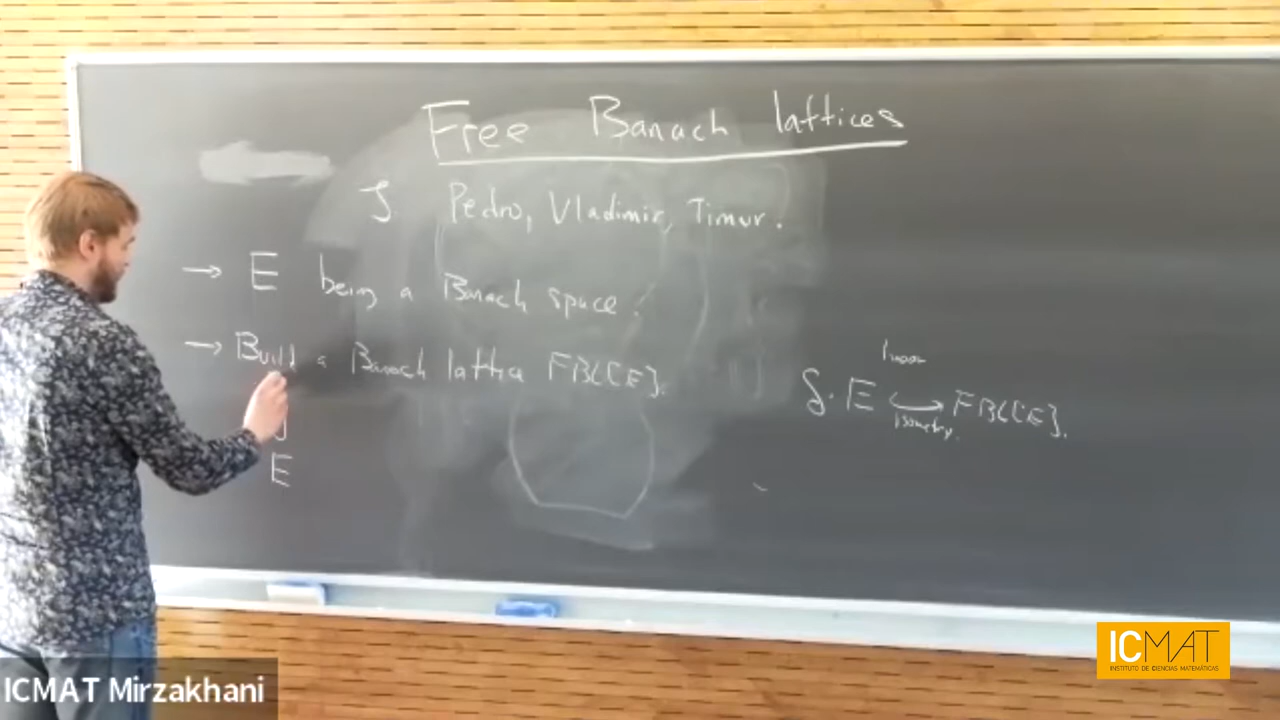 Free Banach lattices
J. Pedro, Vladimir, Timur.
→ E being a Banach space.
→ Build a Banach lattice FBL[E].
E
linear
δ: E ↪ FBL[E].
isometry.
ICMAT
INSTITUTO DE CIENCIAS MATEMÁTICAS
ICMAT Mirzakhani